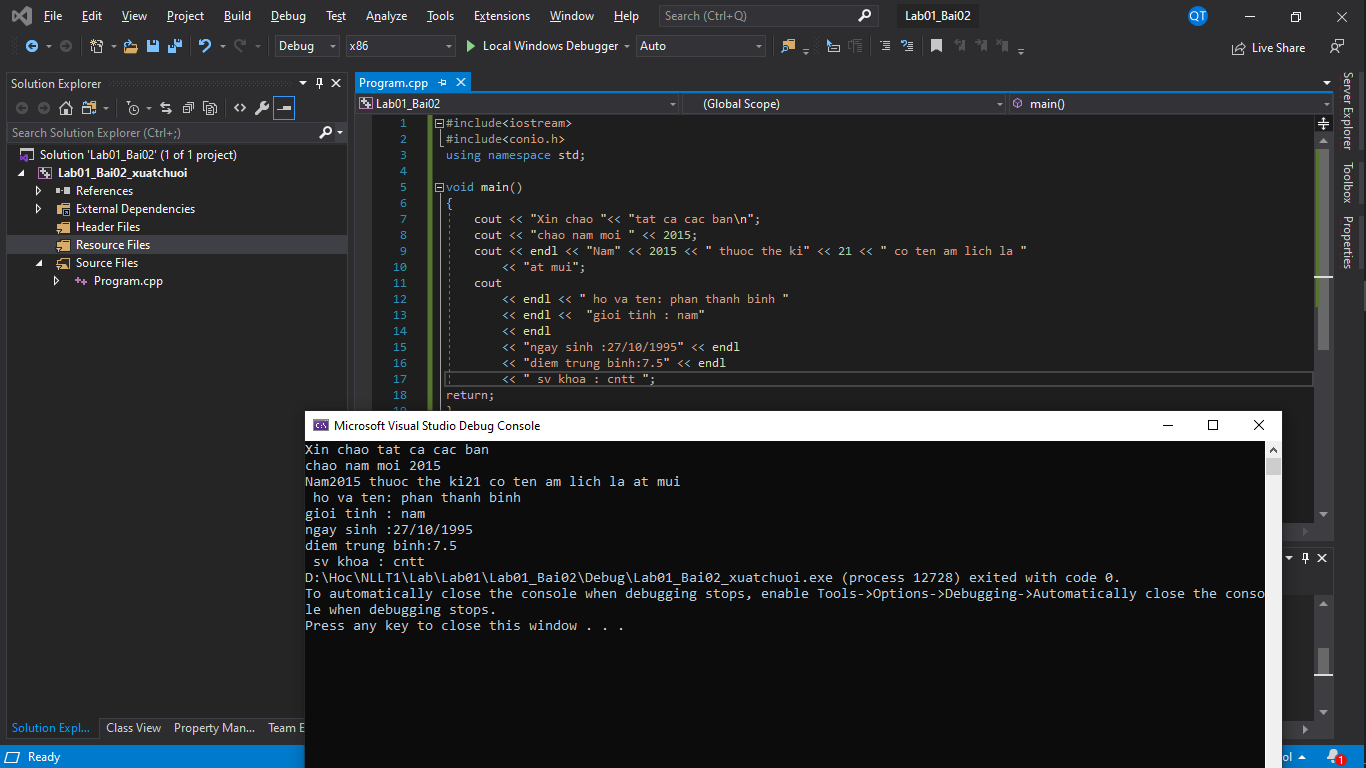 File Edit View Project Build Debug Test Analyze Tools Extensions Window Help Search (Ctrl+Q) Lab01_Bai02 QT
Debug x86 Local Windows Debugger Auto Live Share
Solution Explorer
Search Solution Explorer (Ctrl+;)
Solution 'Lab01_Bai02' (1 of 1 project)
Lab01_Bai02_xuatchuoi
References
External Dependencies
Header Files
Resource Files
Source Files
Program.cpp
Solution Expl... Class View Property Man... Team E
Program.cpp
Lab01_Bai02 (Global Scope) main()
1 #include<iostream>
2 #include<conio.h>
3 using namespace std;
4
5 void main()
6 {
7 cout << "Xin chao "<< "tat ca cac ban\n";
8 cout << "chao nam moi " << 2015;
9 cout << endl << "Nam" << 2015 << " thuoc the ki" << 21 << " co ten am lich la "
10 << "at mui";
11 cout
12 << endl << " ho va ten: phan thanh binh "
13 << endl <<  "gioi tinh : nam"
14 << endl
15 << "ngay sinh :27/10/1995" << endl
16 << "diem trung binh:7.5" << endl
17 << " sv khoa : cntt ";
18 return;
19 }
Server Explorer
Toolbox
Properties
Microsoft Visual Studio Debug Console
Xin chao tat ca cac ban
chao nam moi 2015
Nam2015 thuoc the ki21 co ten am lich la at mui
ho va ten: phan thanh binh
gioi tinh : nam
ngay sinh :27/10/1995
diem trung binh:7.5
sv khoa : cntt
D:\Hoc\NLLT1\Lab\Lab01\Lab01_Bai02\Debug\Lab01_Bai02_xuatchuoi.exe (process 12728) exited with code 0.
To automatically close the console when debugging stops, enable Tools->Options->Debugging->Automatically close the conso
le when debugging stops.
Press any key to close this window . . .
Ready
ol 1